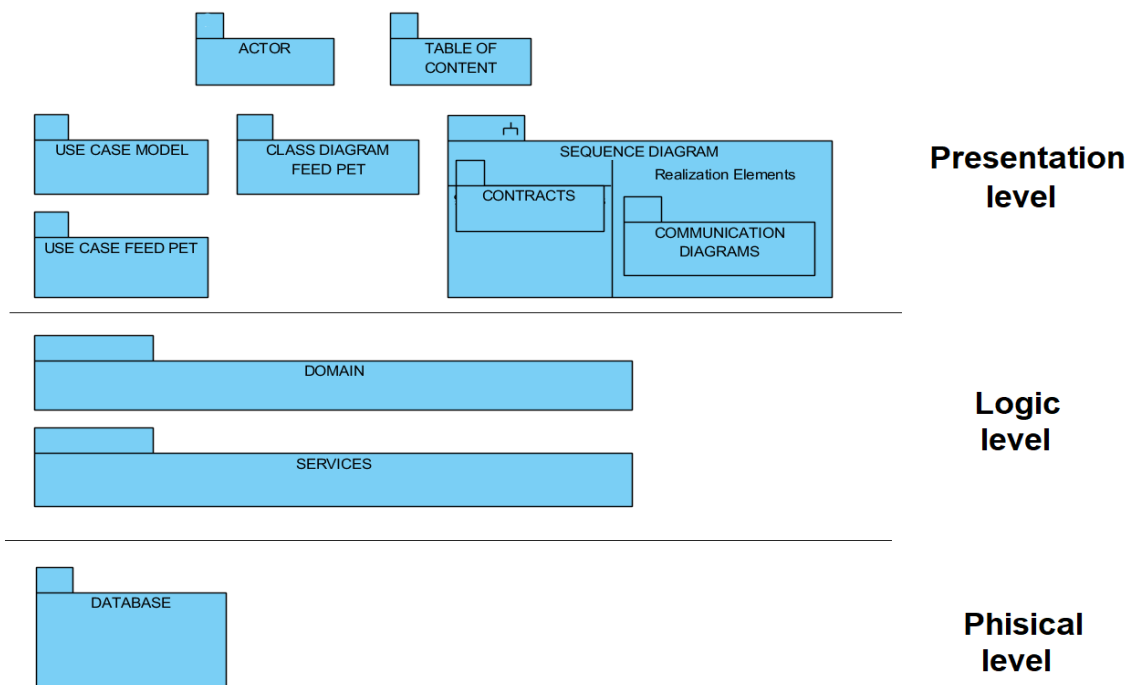 ACTOR
TABLE OF
CONTENT
USE CASE MODEL
CLASS DIAGRAM
FEED PET
SEQUENCE DIAGRAM
Realization Elements
CONTRACTS
COMMUNICATION
DIAGRAMS
USE CASE FEED PET
Presentation
level
DOMAIN
SERVICES
Logic
level
DATABASE
Phisical
level